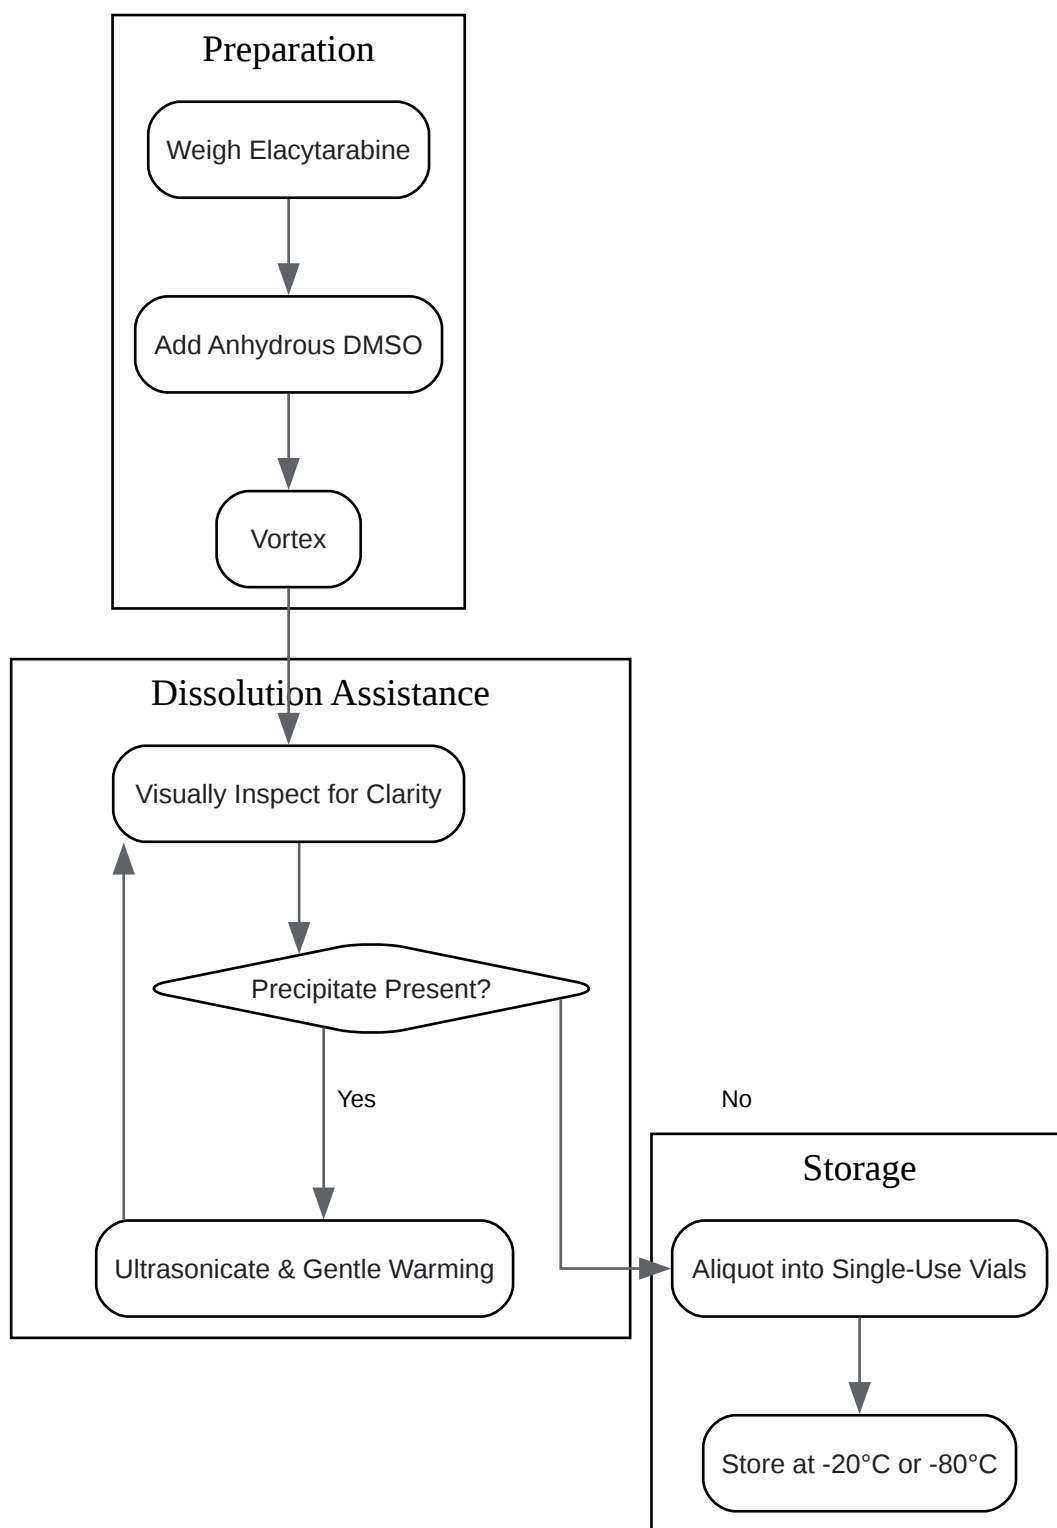 Preparation
Weigh Elacytarabine
Add Anhydrous DMSO
Vortex
Dissolution Assistance
Visually Inspect for Clarity
Precipitate Present?
Yes
No
Storage
Ultrasonicate & Gentle Warming
Aliquot into Single-Use Vials
Store at -20°C or -80°C